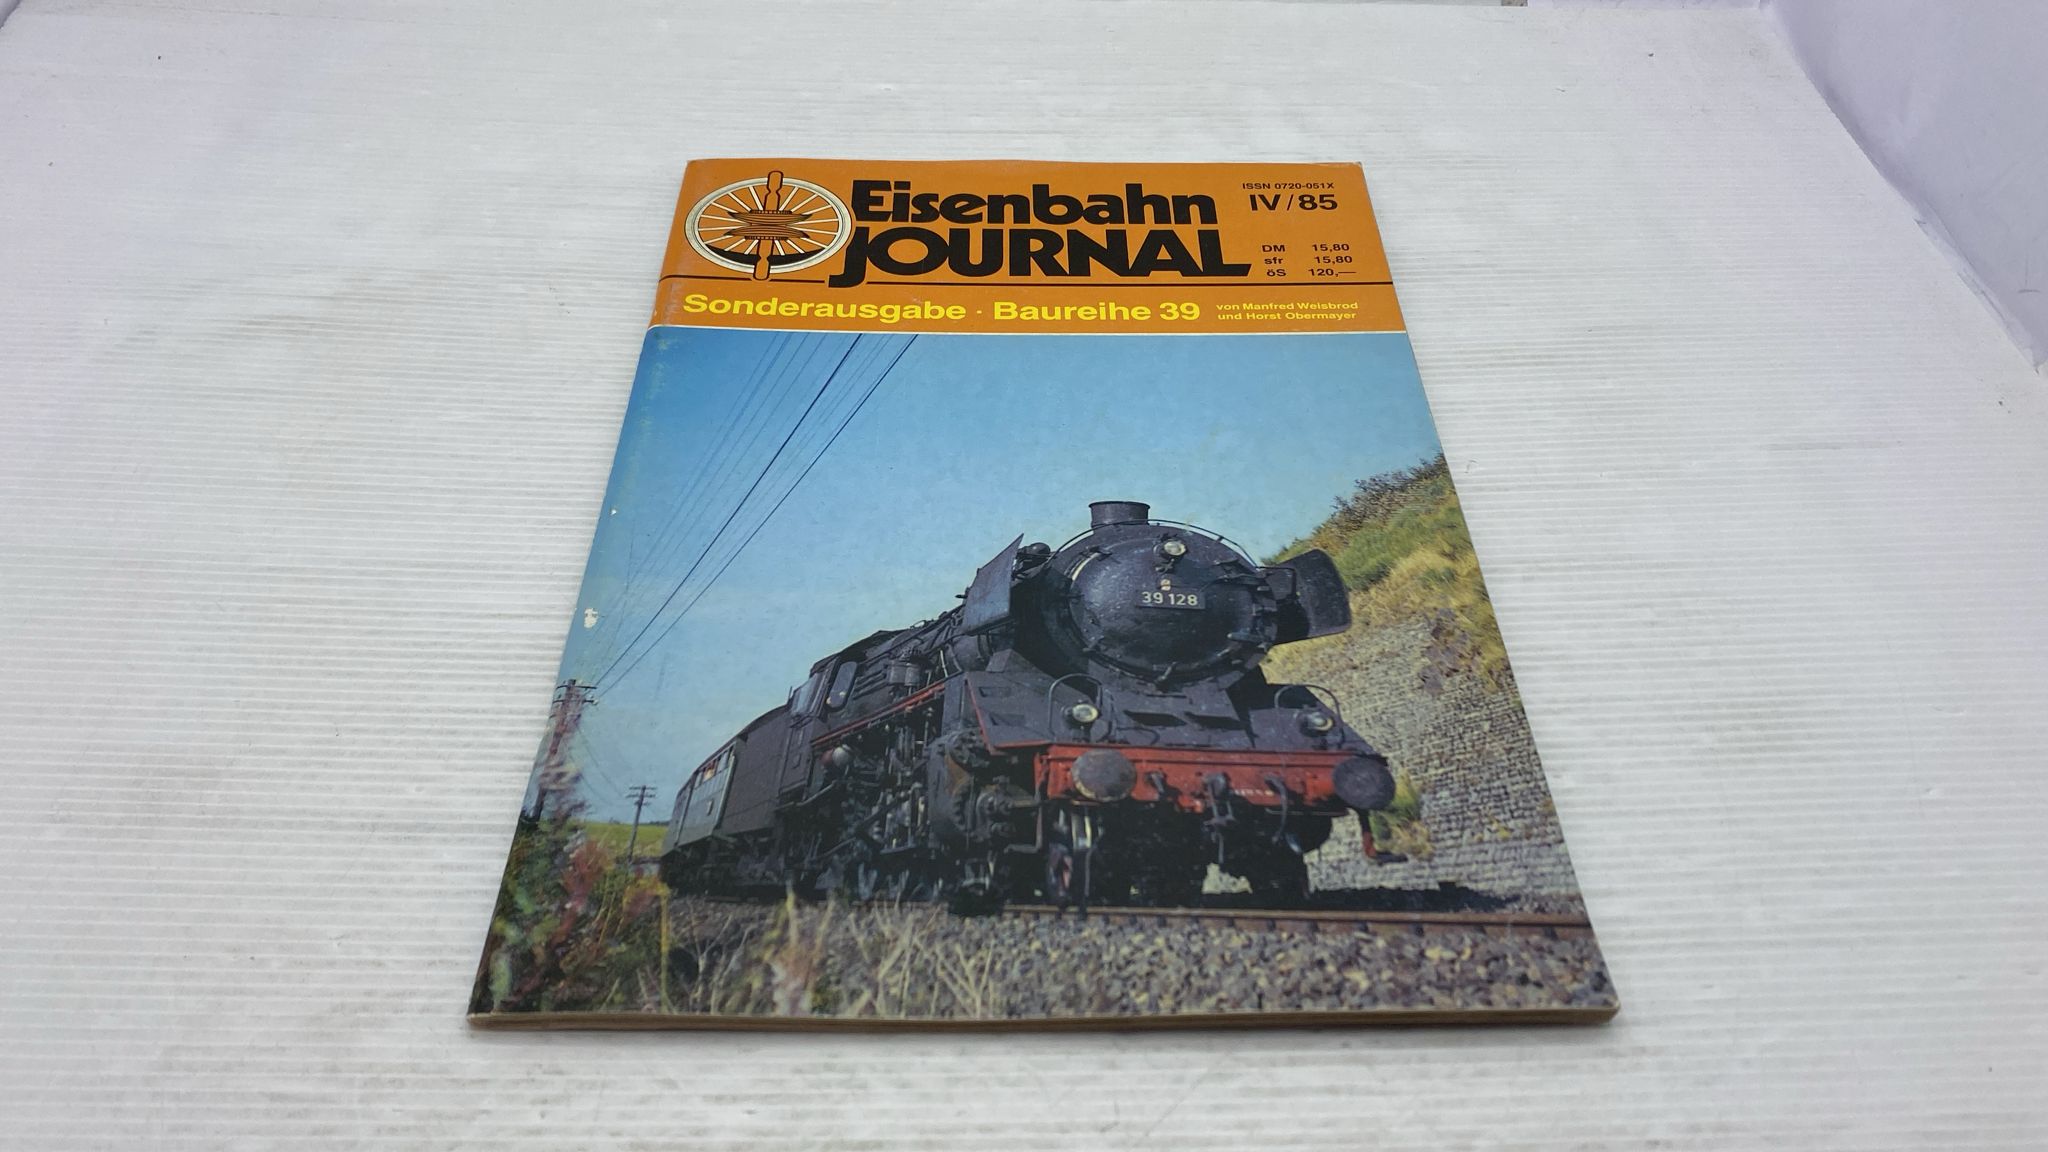 Eisenbahn
JOURNAL
ISSN 0720-051X
IV/85
DM 15,80
sfr 15,80
öS 120,—
Sonderausgabe · Baureihe 39
von Manfred Weisbrod
und Horst Obermayer
39 128